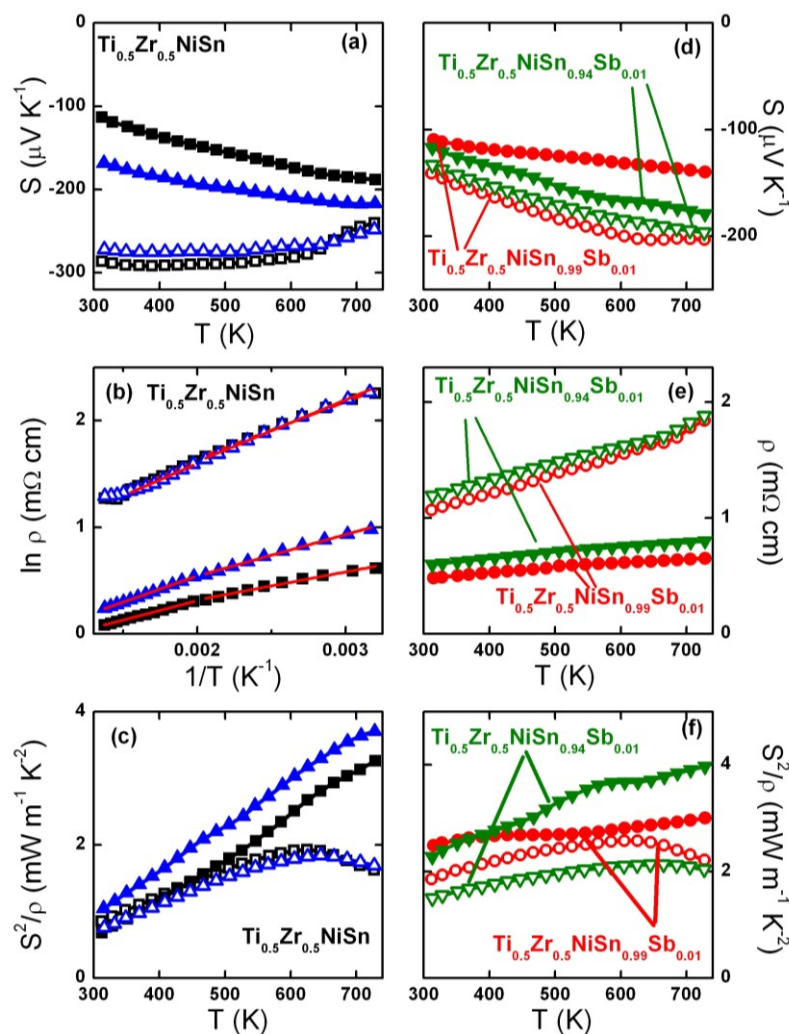 0
Ti0.5Zr0.5NiSn
(a)
-100
-200
-300
S (μV K-1)
300 400 500 600 700
T (K)
0
(d)
Ti0.5Zr0.5NiSn0.94Sb0.01
-100
-200
S (μV K-1)
Ti0.5Zr0.5NiSn0.99Sb0.01
300 400 500 600 700
T (K)
(b)
Ti0.5Zr0.5NiSn
2
1
0
ln ρ (mΩ cm)
0.002 0.003
1/T (K-1)
Ti0.5Zr0.5NiSn0.94Sb0.01
(e)
2
1
0
ρ (mΩ cm)
Ti0.5Zr0.5NiSn0.99Sb0.01
300 400 500 600 700
T (K)
(c)
4
2
0
S2/ρ (mW m-1 K-2)
Ti0.5Zr0.5NiSn
300 400 500 600 700
T (K)
(f)
Ti0.5Zr0.5NiSn0.94Sb0.01
4
2
0
S2/ρ (mW m-1 K-2)
Ti0.5Zr0.5NiSn0.99Sb0.01
300 400 500 600 700
T (K)